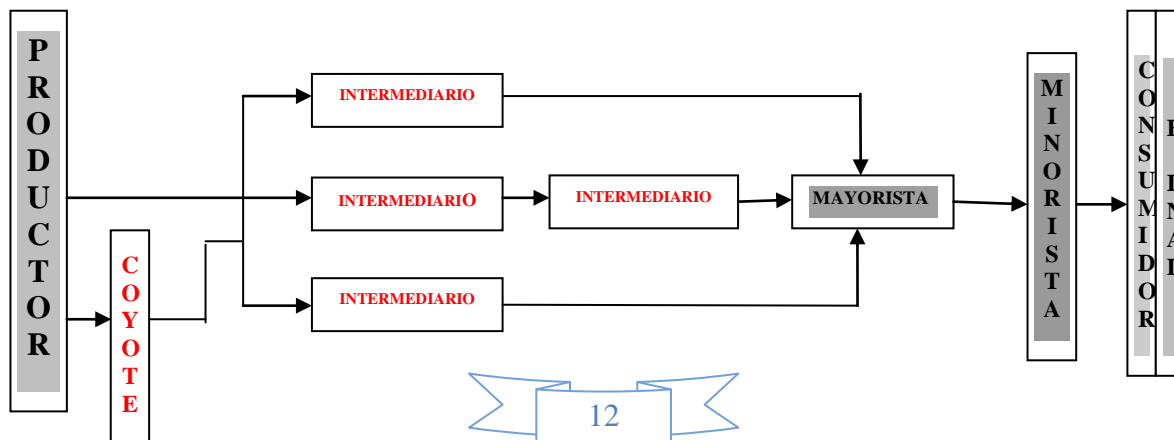 PRODUCTOR
COYOTE
INTERMEDIARIO
INTERMEDIARIO
INTERMEDIARIO
INTERMEDIARIO
MAYORISTA
MINORISTA
CONSUMIDOR
12